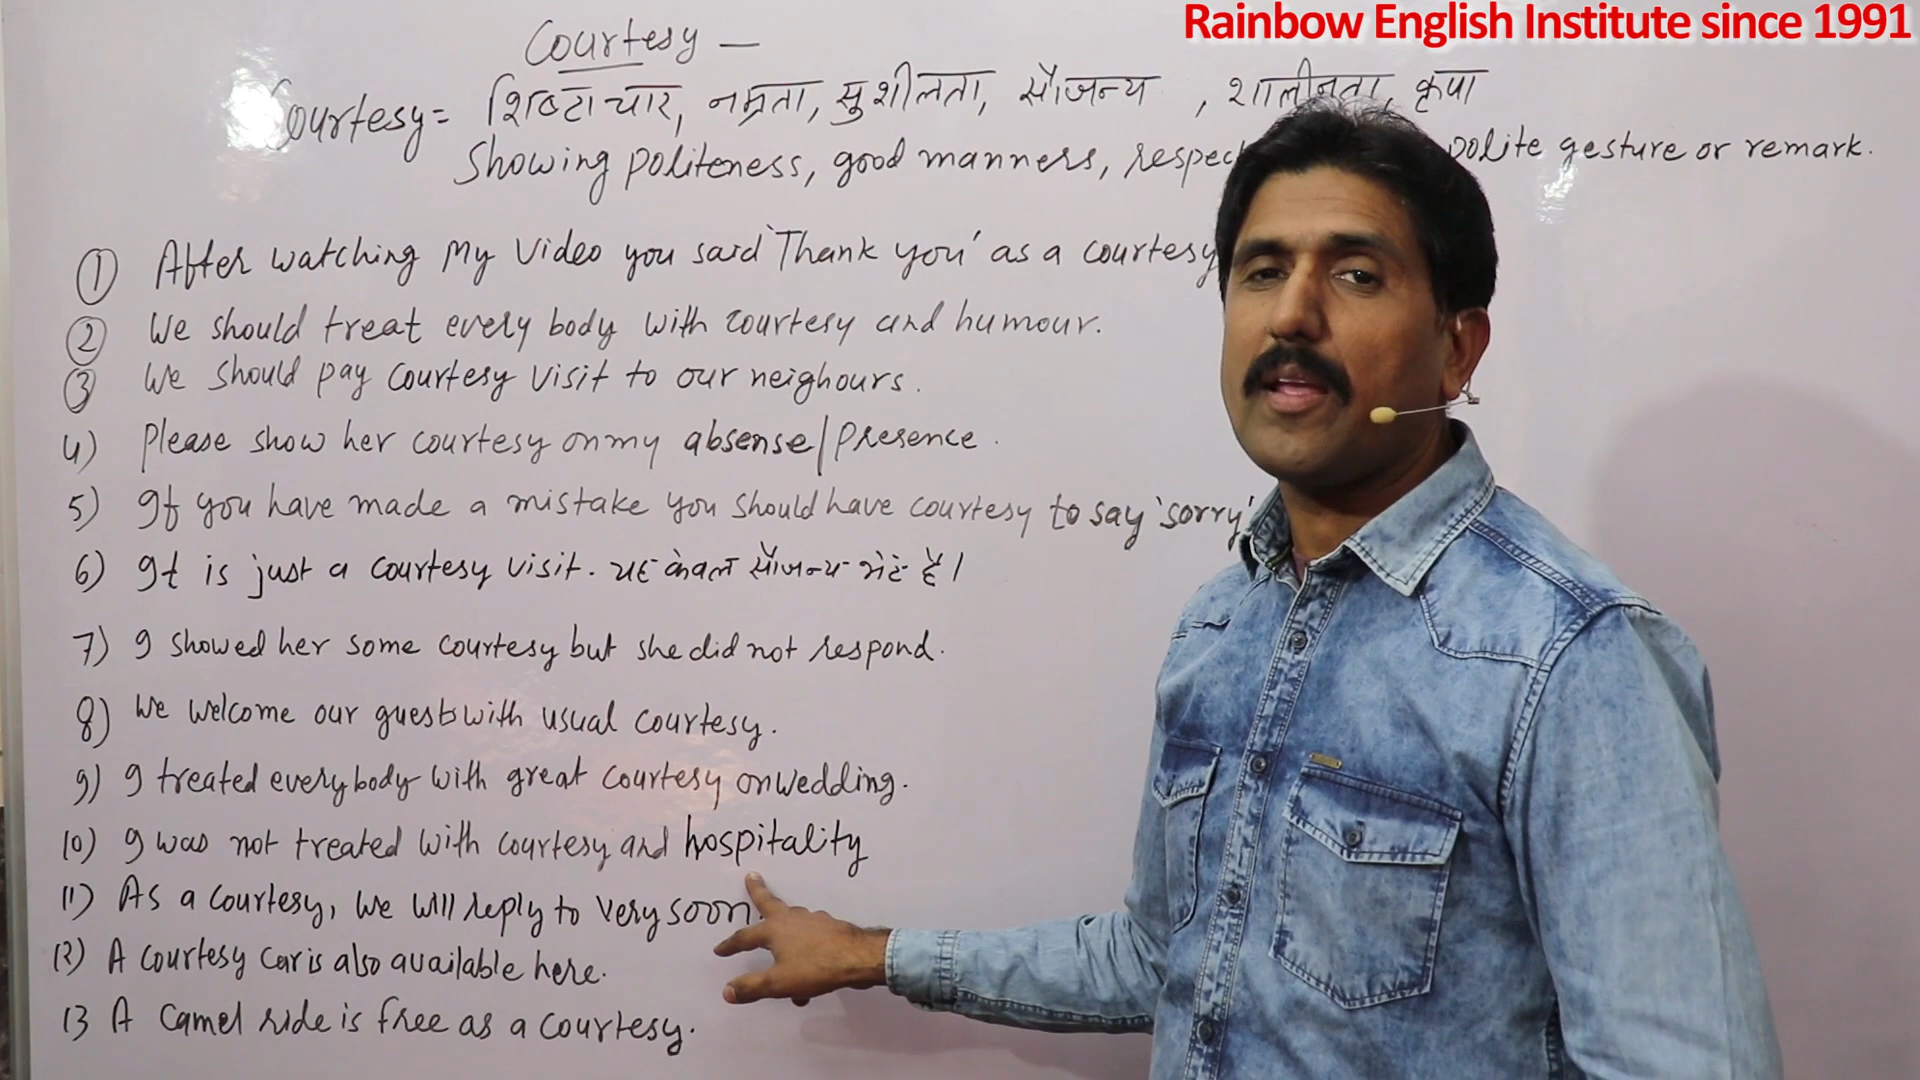 Rainbow English Institute since 1991
Courtesy —
Courtesy = शिष्टाचार, नम्रता, सुशीलता, सौजन्य , शालीनता, कृपा
Showing politeness, good manners, respec polite gesture or remark.
① After watching My Video you said 'Thank you' as a courtesy
② We should treat every body with courtesy and humour.
③ We should pay courtesy visit to our neighours.
4) Please show her courtesy on my absense/presence.
5) If you have made a mistake you should have courtesy to say 'sorry'
6) It is just a courtesy visit. यह केवल सौजन्य भेंट है।
7) I showed her some courtesy but she did not respond.
8) We welcome our guests with usual courtesy.
9) I treated everybody with great courtesy on wedding.
10) I was not treated with courtesy and hospitality
11) As a courtesy, we will reply to very soon.
12) A courtesy car is also available here.
13 A Camel ride is free as a courtesy.